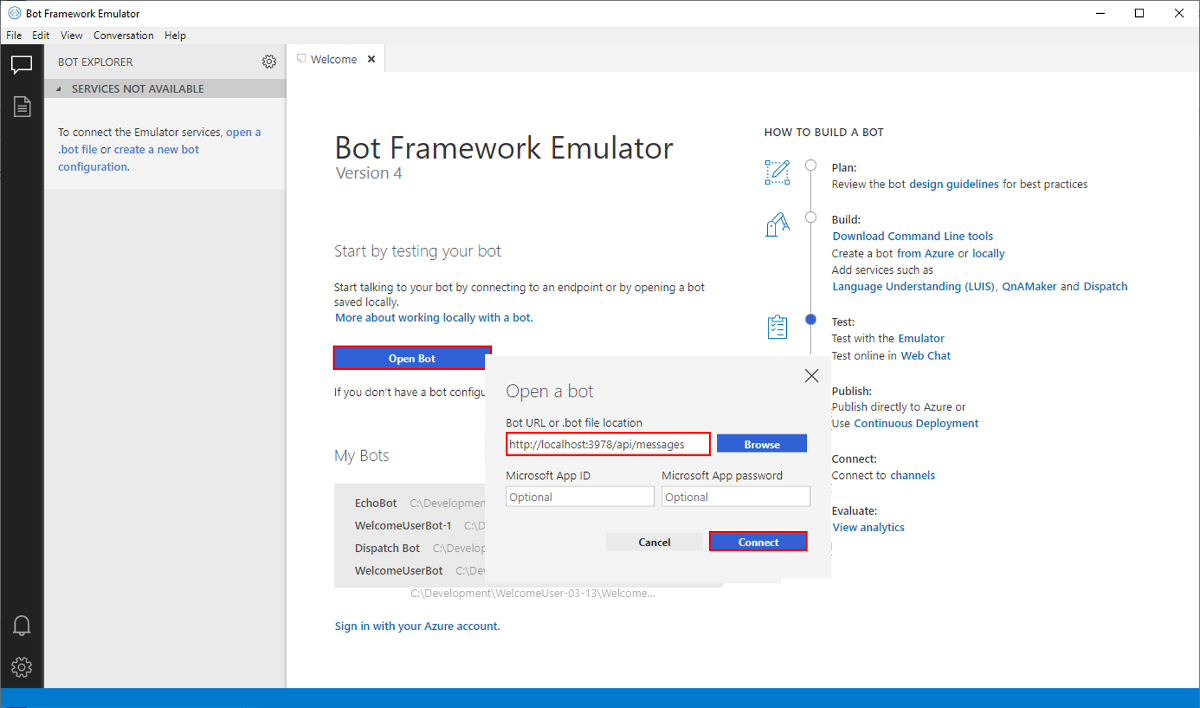 Bot Framework Emulator
File Edit View Conversation Help
BOT EXPLORER
SERVICES NOT AVAILABLE
To connect the Emulator services, open a
.bot file or create a new bot
configuration.
Welcome
Bot Framework Emulator
Version 4
Start by testing your bot
Start talking to your bot by connecting to an endpoint or by opening a bot
saved locally.
More about working locally with a bot.
Open Bot
If you don't have a bot configu
My Bots
EchoBot C:\Development
WelcomeUserBot-1 C:\D
Dispatch Bot C:\Develop
WelcomeUserBot C:\De
C:\Development\WelcomeUser-03-13\Welcome...
Sign in with your Azure account.
Open a bot
Bot URL or .bot file location
http://localhost:3978/api/messages
Browse
Microsoft App ID Microsoft App password
Optional Optional
Cancel Connect
HOW TO BUILD A BOT
Plan:
Review the bot design guidelines for best practices
Build:
Download Command Line tools
Create a bot from Azure or locally
Add services such as
Language Understanding (LUIS), QnAMaker and Dispatch
Test:
Test with the Emulator
Test online in Web Chat
Publish:
Publish directly to Azure or
Use Continuous Deployment
Connect:
Connect to channels
Evaluate:
View analytics